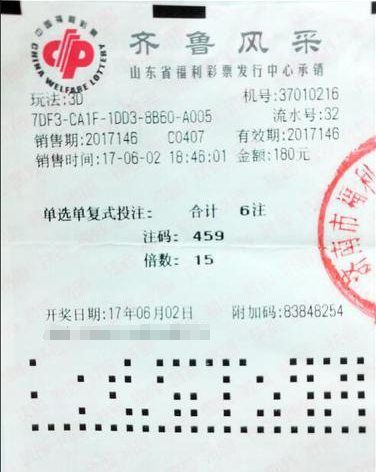 中国福利彩票
CHINA WELFARE LOTTERY
齐鲁风采
山东省福利彩票发行中心承销
玩法:3D 机号:37010216
7DF3-CA1F-1DD3-8B60-A005 流水号:32
销售期:2017146 C0407 有效期:2017146
销售时间:17-06-02 18:46:01 金额:180元
单选单复式投注: 合计 6注
注码: 459
倍数: 15
开奖日期:17年06月02日 附加码:83848254
济南市福